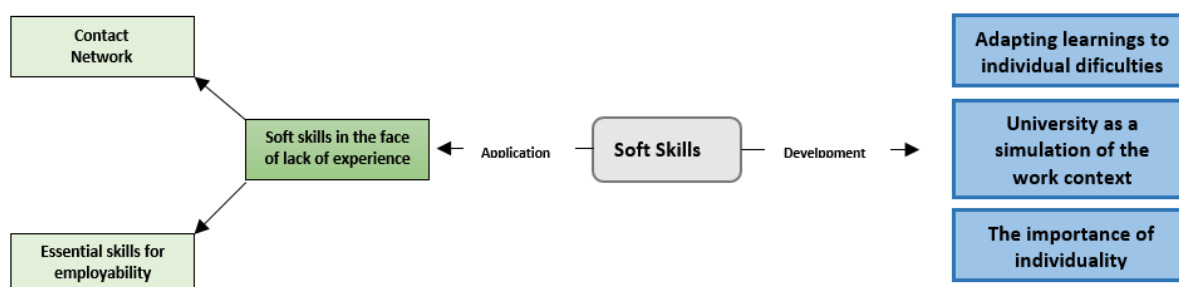 Contact
Network
Soft skills in the face
of lack of experience
Essential skills for
employability
Application
Soft Skills
Development
Adapting learnings to
individual dificulties
University as a
simulation of the
work context
The importance of
individuality